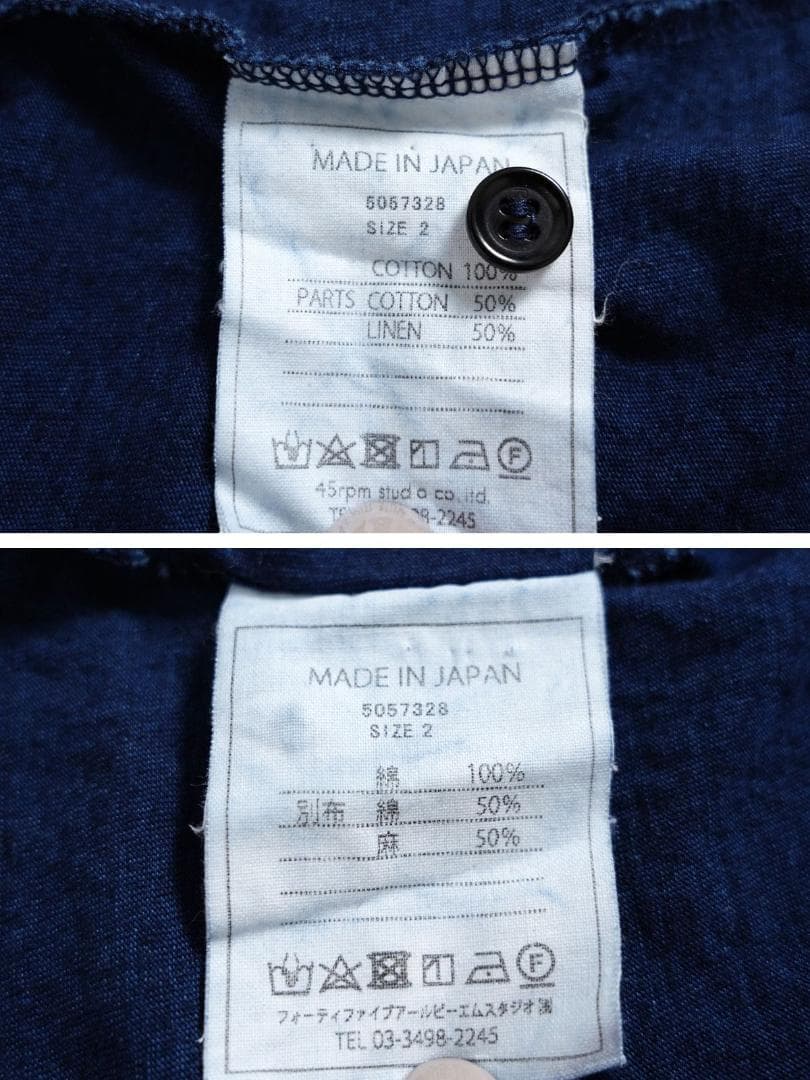 MADE IN JAPAN
5057328
SIZE 2
COTTON 100%
PARTS COTTON 50%
LINEN 50%
F
45rpm studio co.ltd.
98-2245
MADE IN JAPAN
5057328
SIZE 2
綿 100%
別布 綿 50%
麻 50%
F
フォーティファイブアールピーエムスタジオ㈱
TEL 03-3498-2245